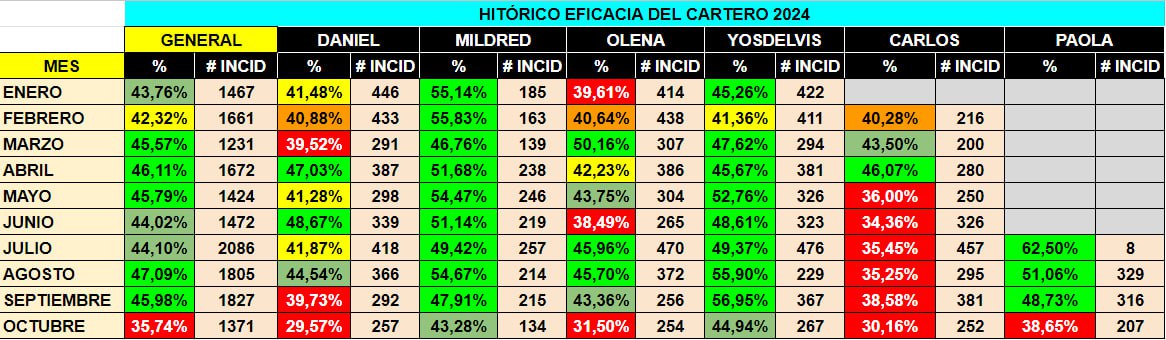 HITÓRICO EFICACIA DEL CARTERO 2024
GENERAL DANIEL MILDRED OLENA YOSDELVIS CARLOS PAOLA
MES % # INCID % # INCID % # INCID % # INCID % # INCID % # INCID % # INCID
ENERO 43,76% 1467 41,48% 446 55,14% 185 39,61% 414 45,26% 422
FEBRERO 42,32% 1661 40,88% 433 55,83% 163 40,64% 438 41,36% 411 40,28% 216
MARZO 45,57% 1231 39,52% 291 46,76% 139 50,16% 307 47,62% 294 43,50% 200
ABRIL 46,11% 1672 47,03% 387 51,68% 238 42,23% 386 45,67% 381 46,07% 280
MAYO 45,79% 1424 41,28% 298 54,47% 246 43,75% 304 52,76% 326 36,00% 250
JUNIO 44,02% 1472 48,67% 339 51,14% 219 38,49% 265 48,61% 323 34,36% 326
JULIO 44,10% 2086 41,87% 418 49,42% 257 45,96% 470 49,37% 476 35,45% 457 62,50% 8
AGOSTO 47,09% 1805 44,54% 366 54,67% 214 45,70% 372 55,90% 229 35,25% 295 51,06% 329
SEPTIEMBRE 45,98% 1827 39,73% 292 47,91% 215 43,36% 256 56,95% 367 38,58% 381 48,73% 316
OCTUBRE 35,74% 1371 29,57% 257 43,28% 134 31,50% 254 44,94% 267 30,16% 252 38,65% 207